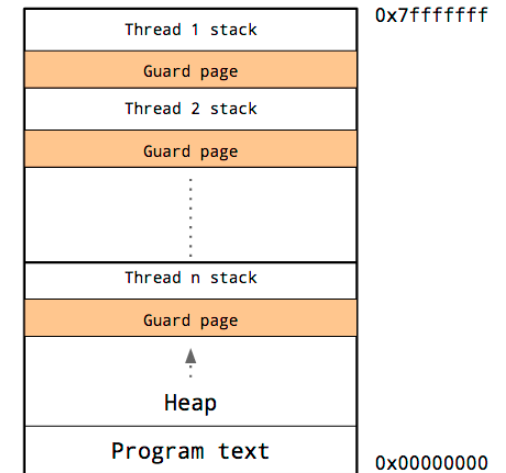 0x7fffffff
Thread 1 stack
Guard page
Thread 2 stack
Guard page
Thread n stack
Guard page
Heap
Program text
0x00000000